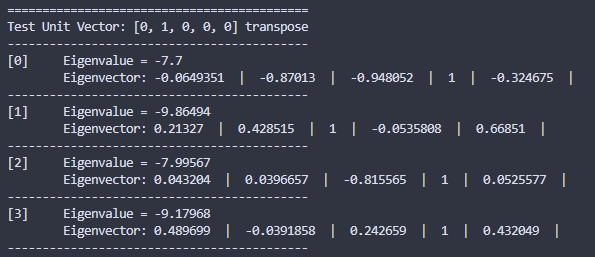 ===========================================
Test Unit Vector: [0, 1, 0, 0, 0] transpose
-------------------------------------------
[0]     Eigenvalue = -7.7
        Eigenvector: -0.0649351  |  -0.87013  |  -0.948052  |  1  |  -0.324675  |
-------------------------------------------
[1]     Eigenvalue = -9.86494
        Eigenvector: 0.21327  |  0.428515  |  1  |  -0.0535808  |  0.66851  |
-------------------------------------------
[2]     Eigenvalue = -7.99567
        Eigenvector: 0.043204  |  0.0396657  |  -0.815565  |  1  |  0.0525577  |
-------------------------------------------
[3]     Eigenvalue = -9.17968
        Eigenvector: 0.489699  |  -0.0391858  |  0.242659  |  1  |  0.432049  |
-------------------------------------------